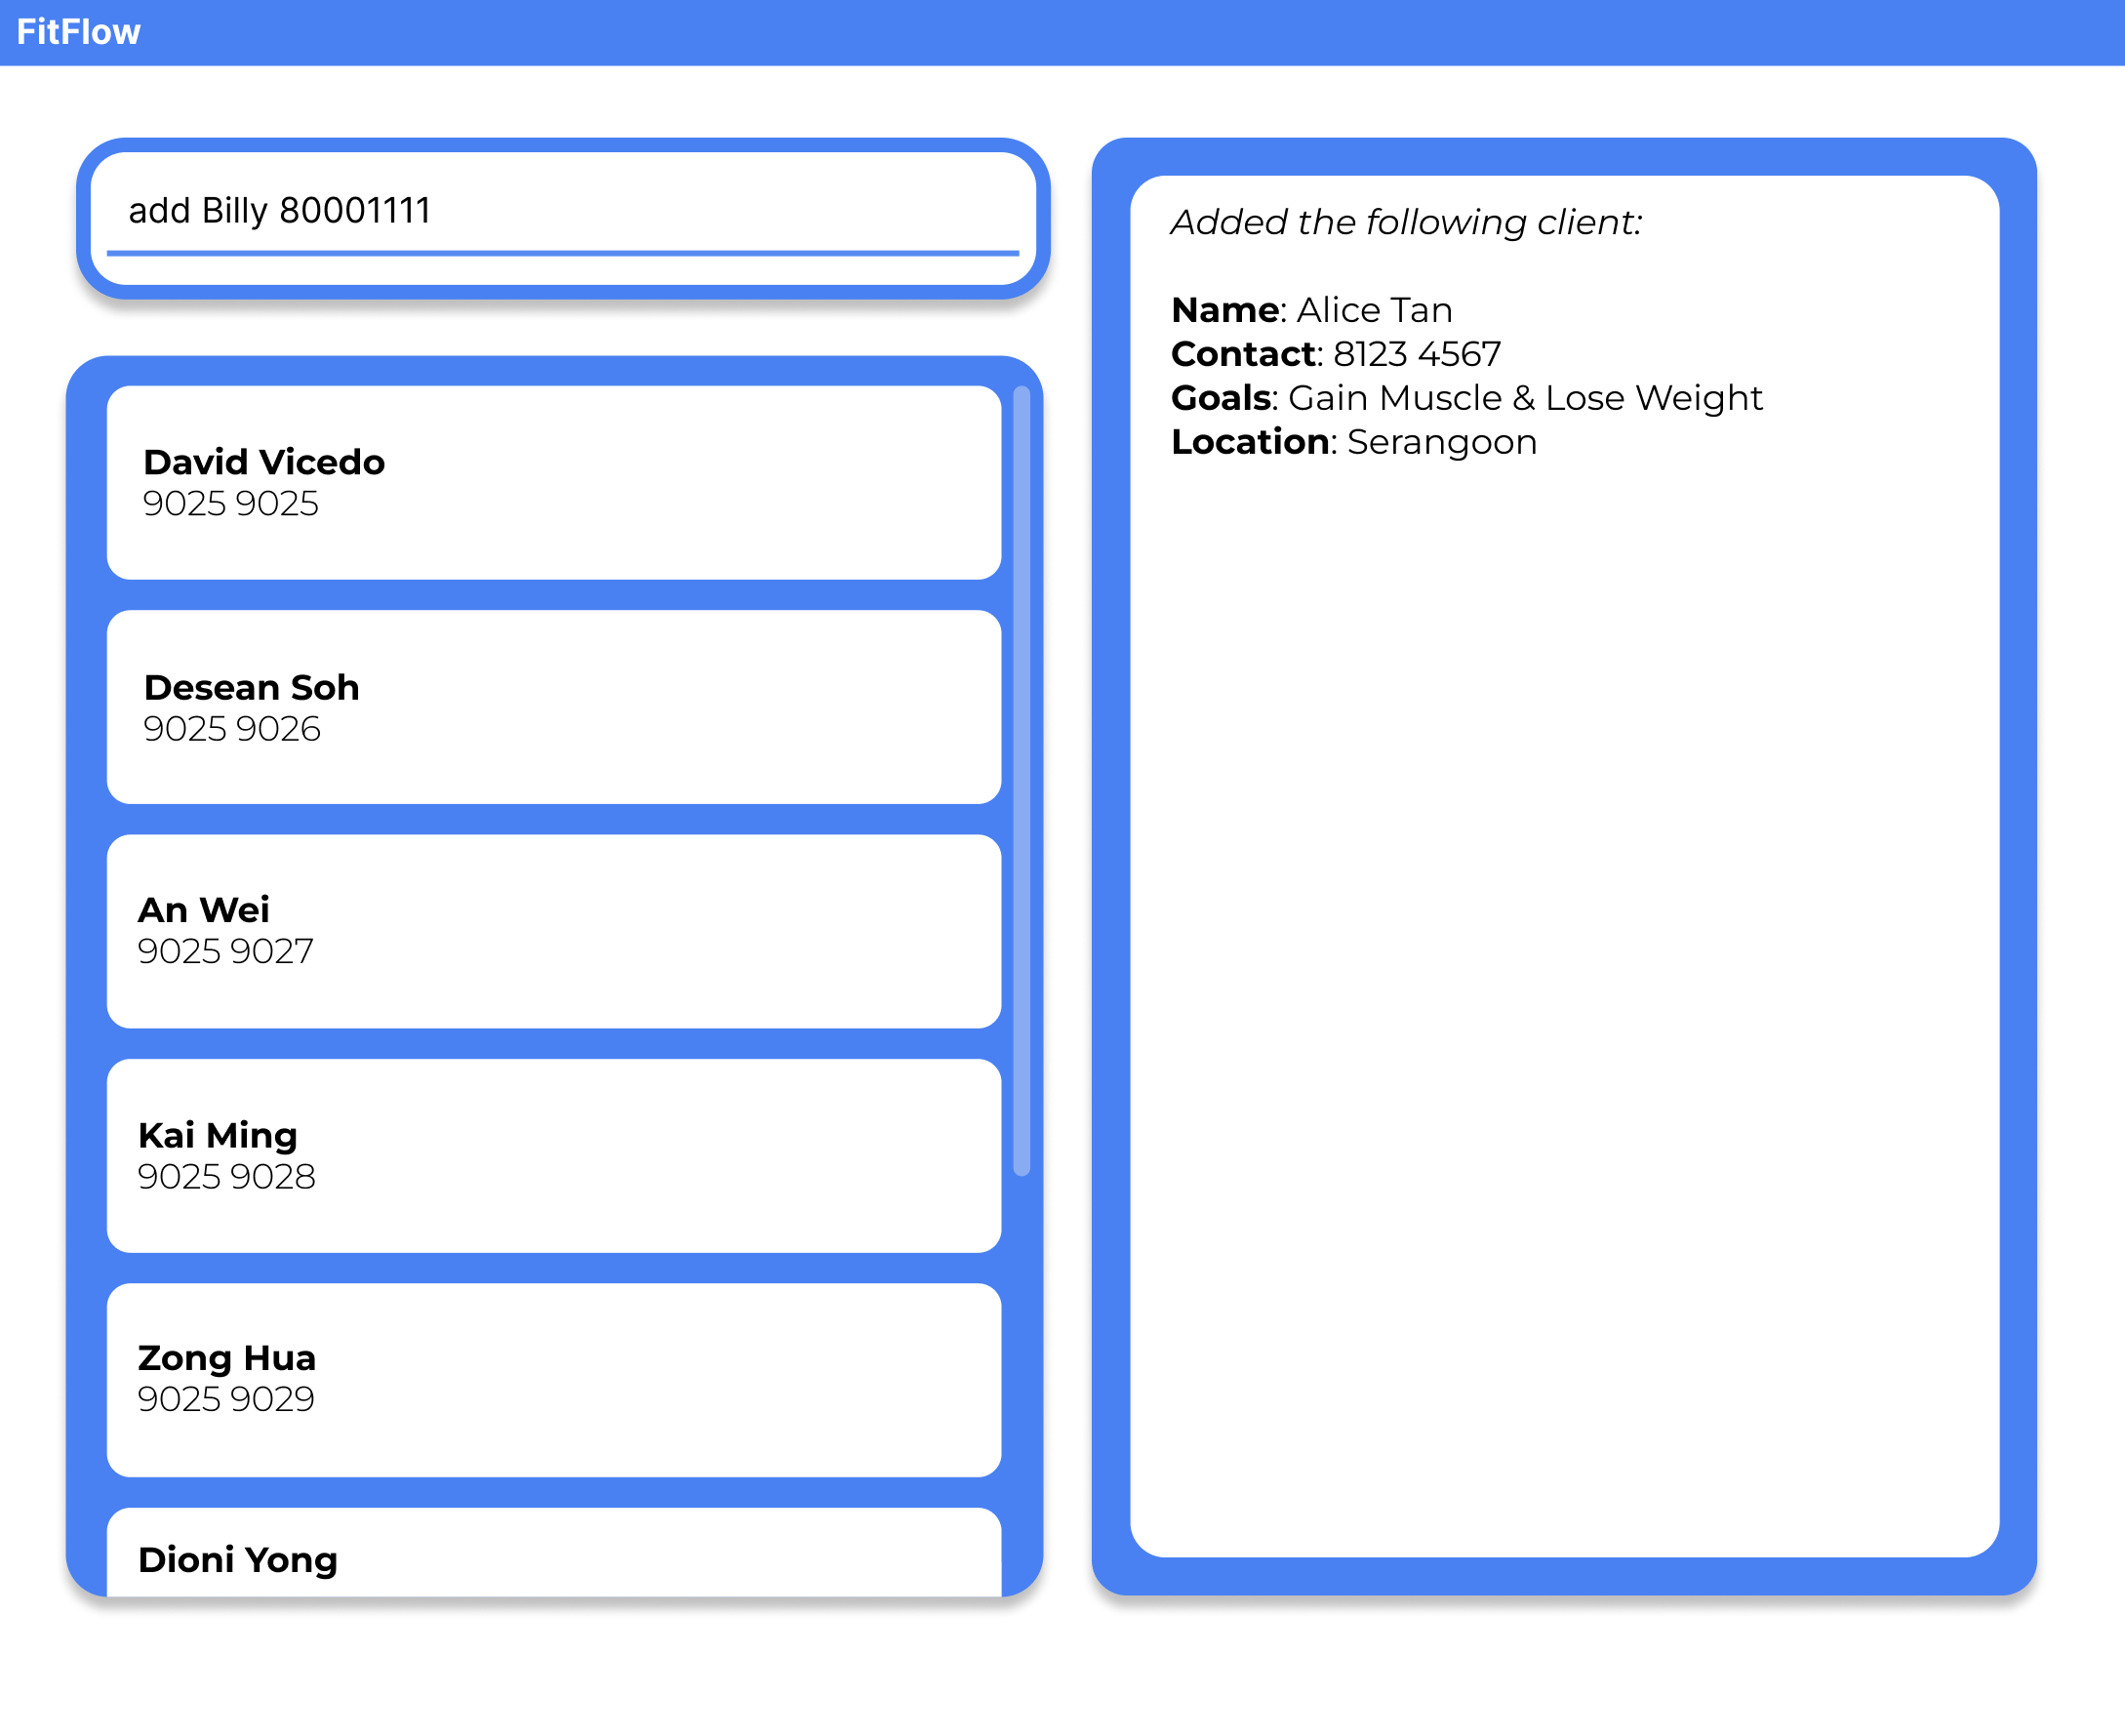 FitFlow
add Billy 80001111
David Vicedo
9025 9025
Desean Soh
9025 9026
An Wei
9025 9027
Kai Ming
9025 9028
Zong Hua
9025 9029
Dioni Yong
Added the following client:
Name: Alice Tan
Contact: 8123 4567
Goals: Gain Muscle & Lose Weight
Location: Serangoon